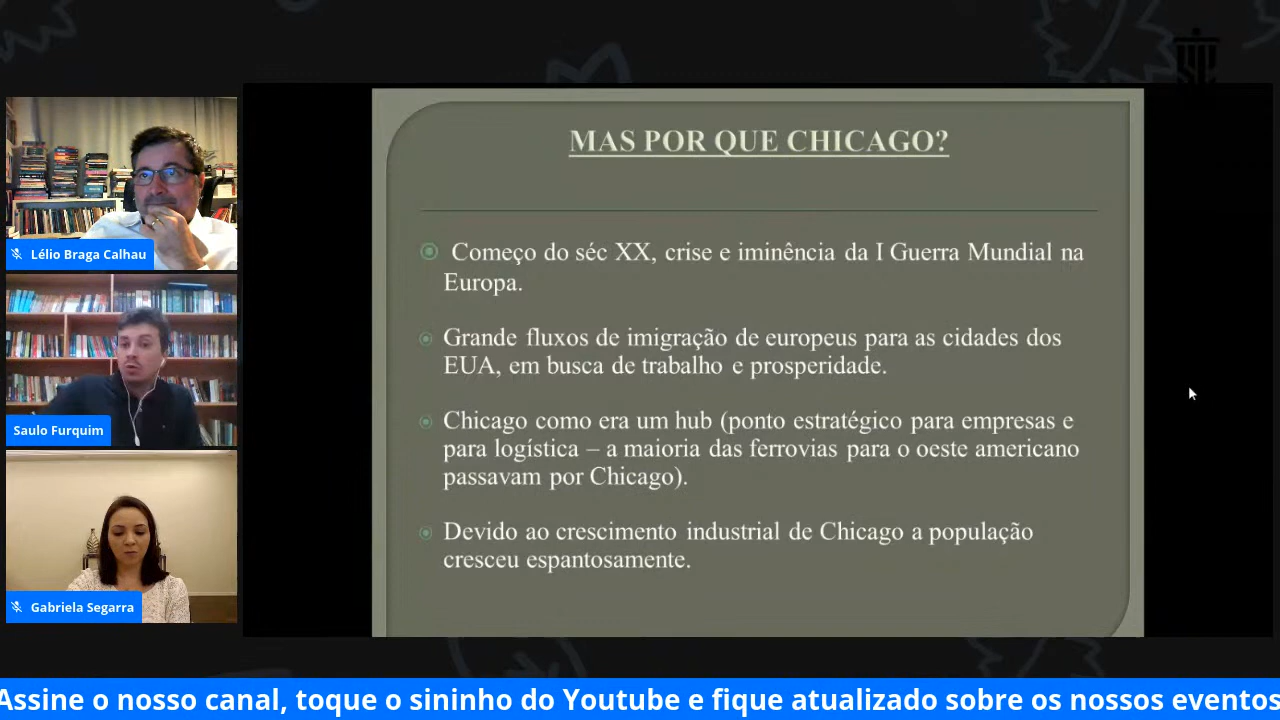 MAS POR QUE CHICAGO?
Começo do séc XX, crise e iminência da I Guerra Mundial na
Europa.
Grande fluxos de imigração de europeus para as cidades dos
EUA, em busca de trabalho e prosperidade.
Chicago como era um hub (ponto estratégico para empresas e
para logística – a maioria das ferrovias para o oeste americano
passavam por Chicago).
Devido ao crescimento industrial de Chicago a população
cresceu espantosamente.
Lélio Braga Calhau
Saulo Furquim
Gabriela Segarra
Assine o nosso canal, toque o sininho do Youtube e fique atualizado sobre os nossos eventos